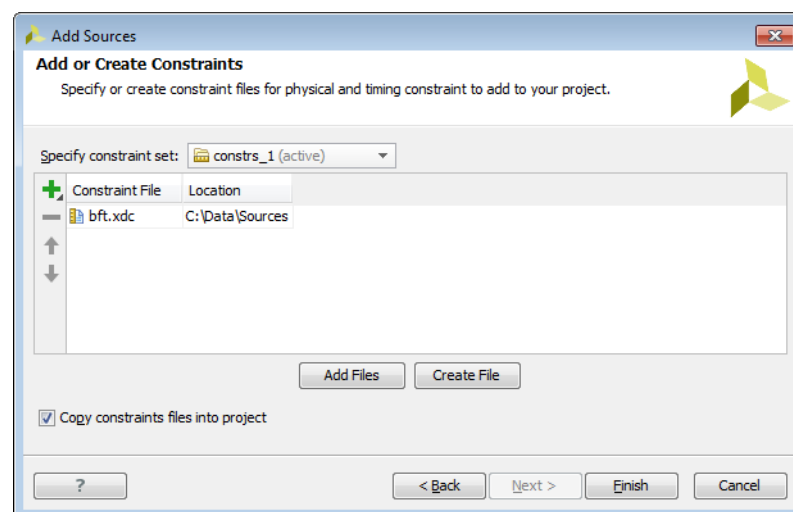 Add Sources
Add or Create Constraints
Specify or create constraint files for physical and timing constraint to add to your project.
Specify constraint set: constrs_1 (active)
Constraint File Location
bft.xdc C:\Data\Sources
Add Files Create File
Copy constraints files into project
? < Back Next > Finish Cancel